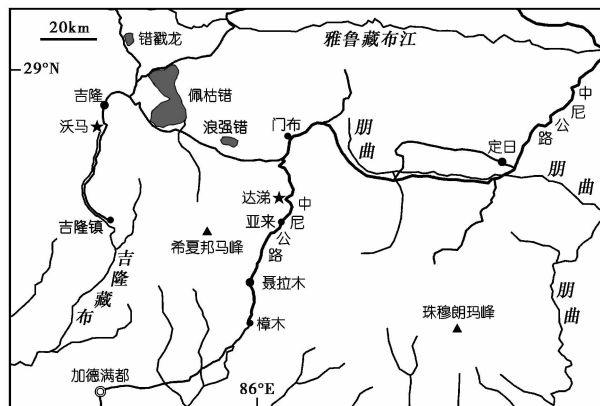 20km
错戳龙
雅鲁藏布江
29°N
吉隆
佩枯错
沃马
浪强错
门布
朋曲
定日
中尼公路
朋曲
达涕
亚来
中尼公路
吉隆镇
希夏邦马峰
吉隆藏布
聂拉木
朋曲
珠穆朗玛峰
樟木
加德满都
86°E